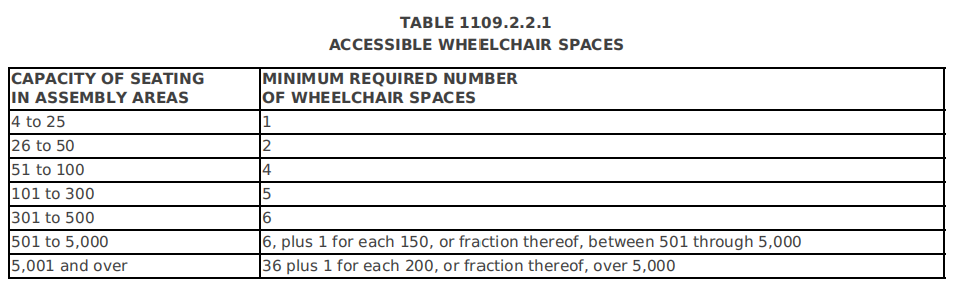 TABLE 1109.2.2.1
ACCESSIBLE WHEELCHAIR SPACES
CAPACITY OF SEATING
IN ASSEMBLY AREAS
MINIMUM REQUIRED NUMBER
OF WHEELCHAIR SPACES
4 to 25 1
26 to 50 2
51 to 100 4
101 to 300 5
301 to 500 6
501 to 5,000 6, plus 1 for each 150, or fraction thereof, between 501 through 5,000
5,001 and over 36 plus 1 for each 200, or fraction thereof, over 5,000